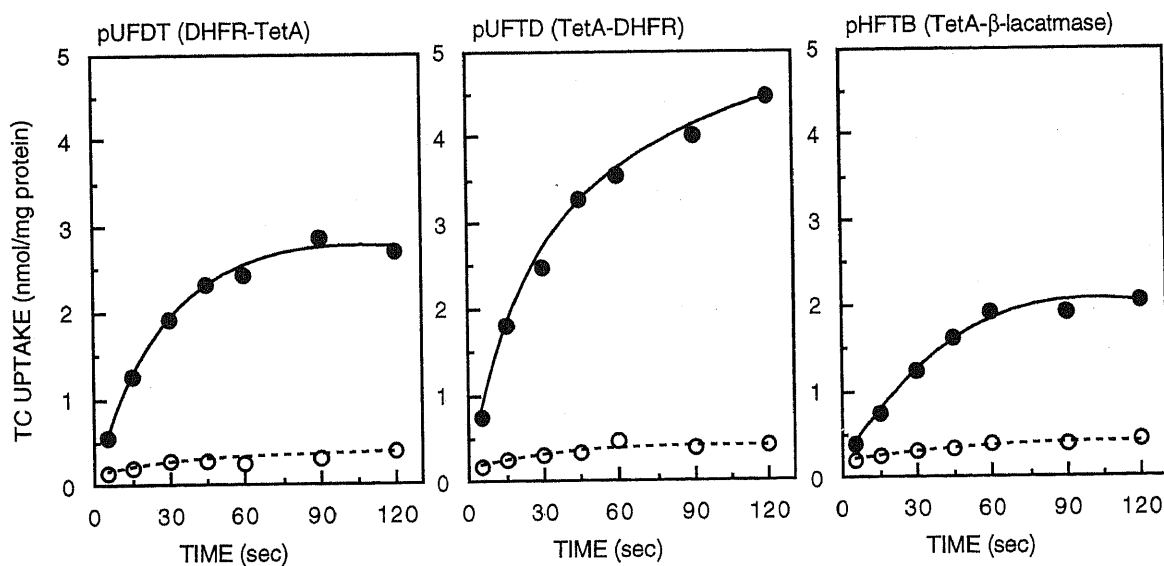 pUFDT (DHFR-TetA)
5
4
3
2
1
0
0 30 60 90 120
TIME (sec)
TC UPTAKE (nmol/mg protein)
pUFTD (TetA-DHFR)
5
4
3
2
1
0
0 30 60 90 120
TIME (sec)
pHFTB (TetA-β-lacatmase)
5
4
3
2
1
0
0 30 60 90 120
TIME (sec)